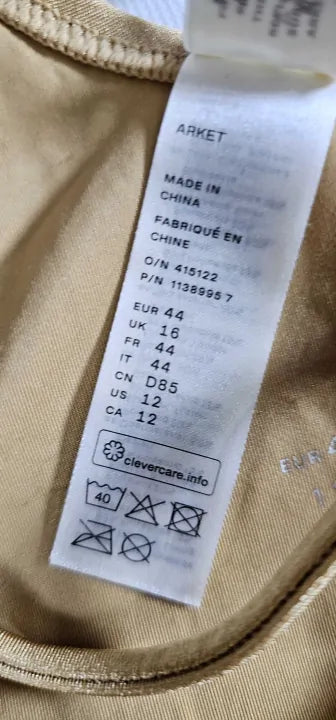 ARKET
MADE IN
CHINA
FABRIQUÉ EN
CHINE
O/N 415122
P/N 1138995 7
EUR 44
UK 16
FR 44
IT 44
CN D85
US 12
CA 12
clevercare.info
40
EUR